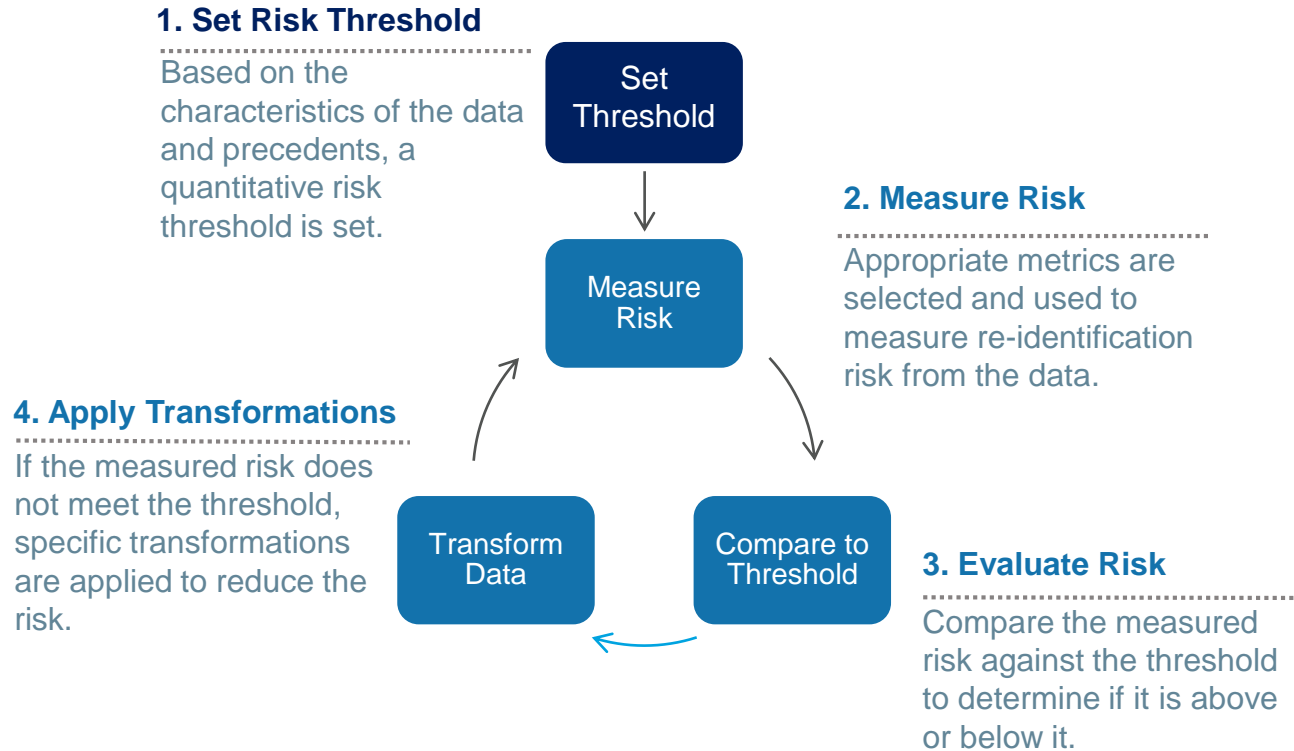 1. Set Risk Threshold
Based on the
characteristics of the data
and precedents, a
quantitative risk
threshold is set.
Set
Threshold
2. Measure Risk
Appropriate metrics are
selected and used to
measure re-identification
risk from the data.
Measure
Risk
4. Apply Transformations
If the measured risk does
not meet the threshold,
specific transformations
are applied to reduce the
risk.
Transform
Data
Compare to
Threshold
3. Evaluate Risk
Compare the measured
risk against the threshold
to determine if it is above
or below it.